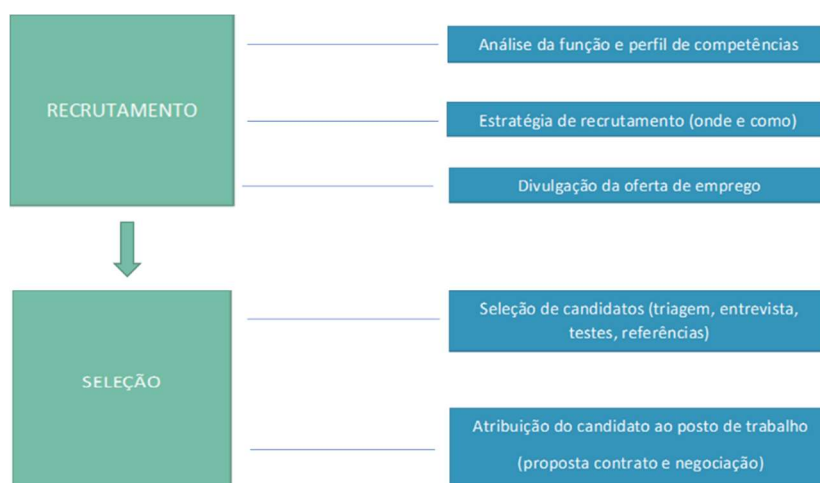 RECRUTAMENTO
Análise da função e perfil de competências
Estratégia de recrutamento (onde e como)
Divulgação da oferta de emprego
SELEÇÃO
Seleção de candidatos (triagem, entrevista,
testes, referências)
Atribuição do candidato ao posto de trabalho
(proposta contrato e negociação)